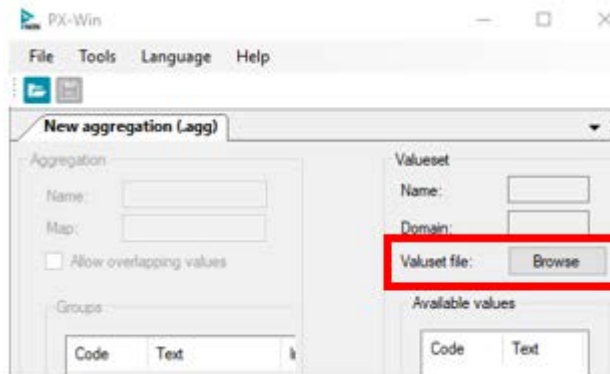 PX-Win
File Tools Language Help
New aggregation (.agg)
Aggregation
Name:
Map:
Allow overlapping values
Groups
Code Text
Valueset
Name:
Domain:
Valuset file: Browse
Available values
Code Text